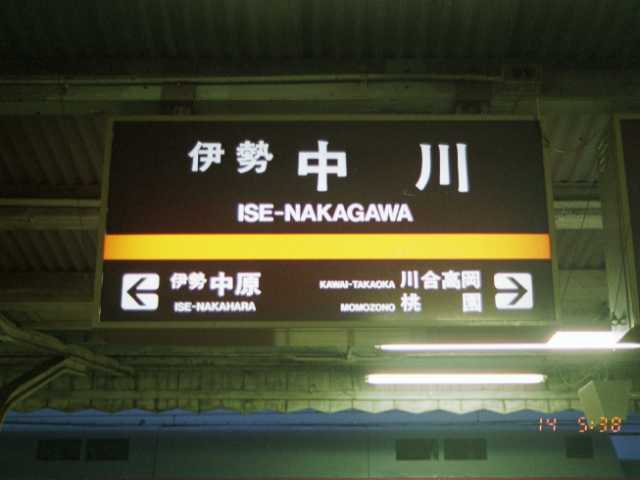 伊勢中川
ISE-NAKAGAWA
伊勢中原
ISE-NAKAHARA
KAWAI-TAKAOKA 川合高岡
MOMOZONO 桃園
14 5:38